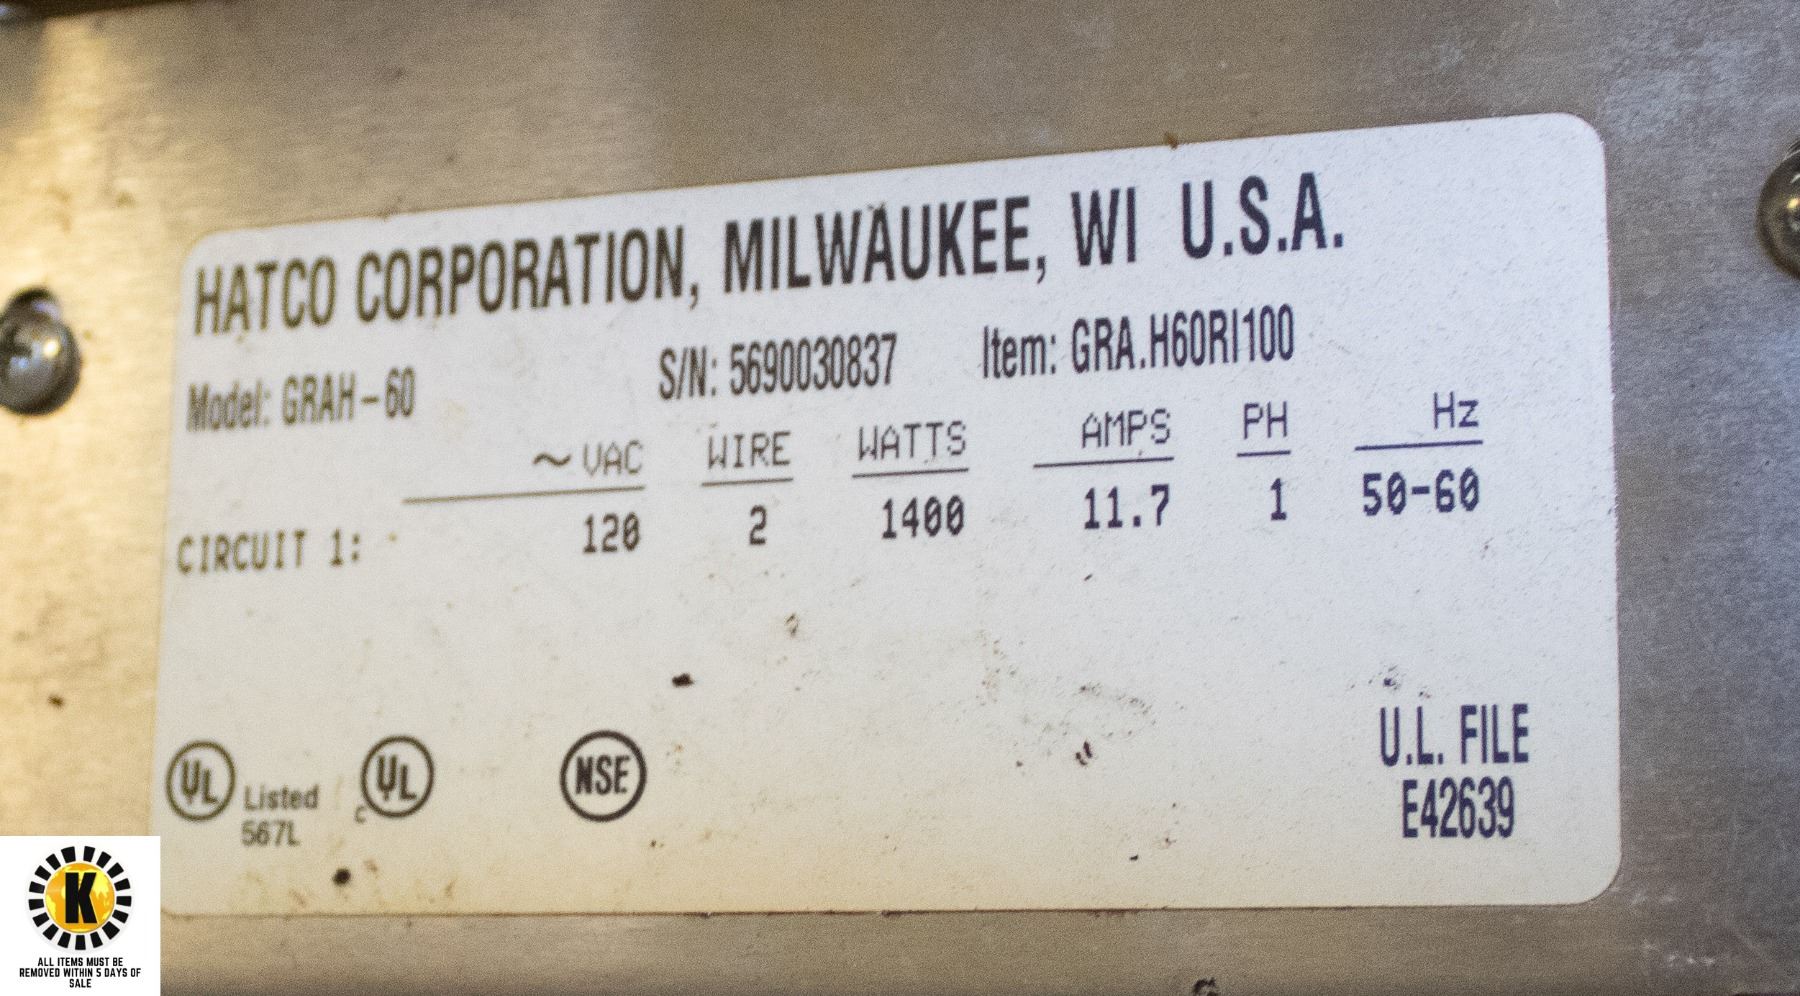 HATCO CORPORATION, MILWAUKEE, WI U.S.A.
Model: GRAH-60 S/N: 5690030837 Item: GRA.H60RI100
~VAC WIRE WATTS AMPS PH Hz
CIRCUIT 1: 120 2 1400 11.7 1 50-60
UL Listed
567L
c UL
NSE
U.L. FILE
E42639
K
ALL ITEMS MUST BE
REMOVED WITHIN 5 DAYS OF
SALE